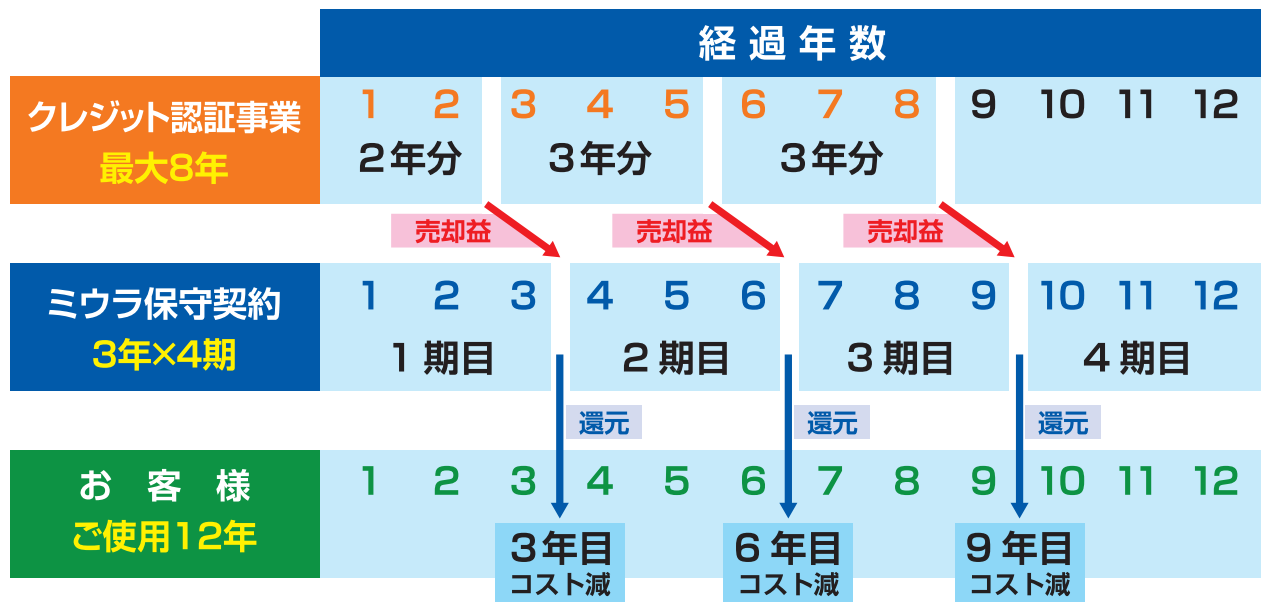 経過年数
クレジット認証事業
最大8年
1 2 3 4 5 6 7 8 9 10 11 12
2年分 3年分 3年分
売却益 売却益 売却益
ミウラ保守契約
3年×4期
1 2 3 4 5 6 7 8 9 10 11 12
1期目 2期目 3期目 4期目
還元 還元 還元
お客様
ご使用12年
1 2 3 4 5 6 7 8 9 10 11 12
3年目 6年目 9年目
コスト減 コスト減 コスト減